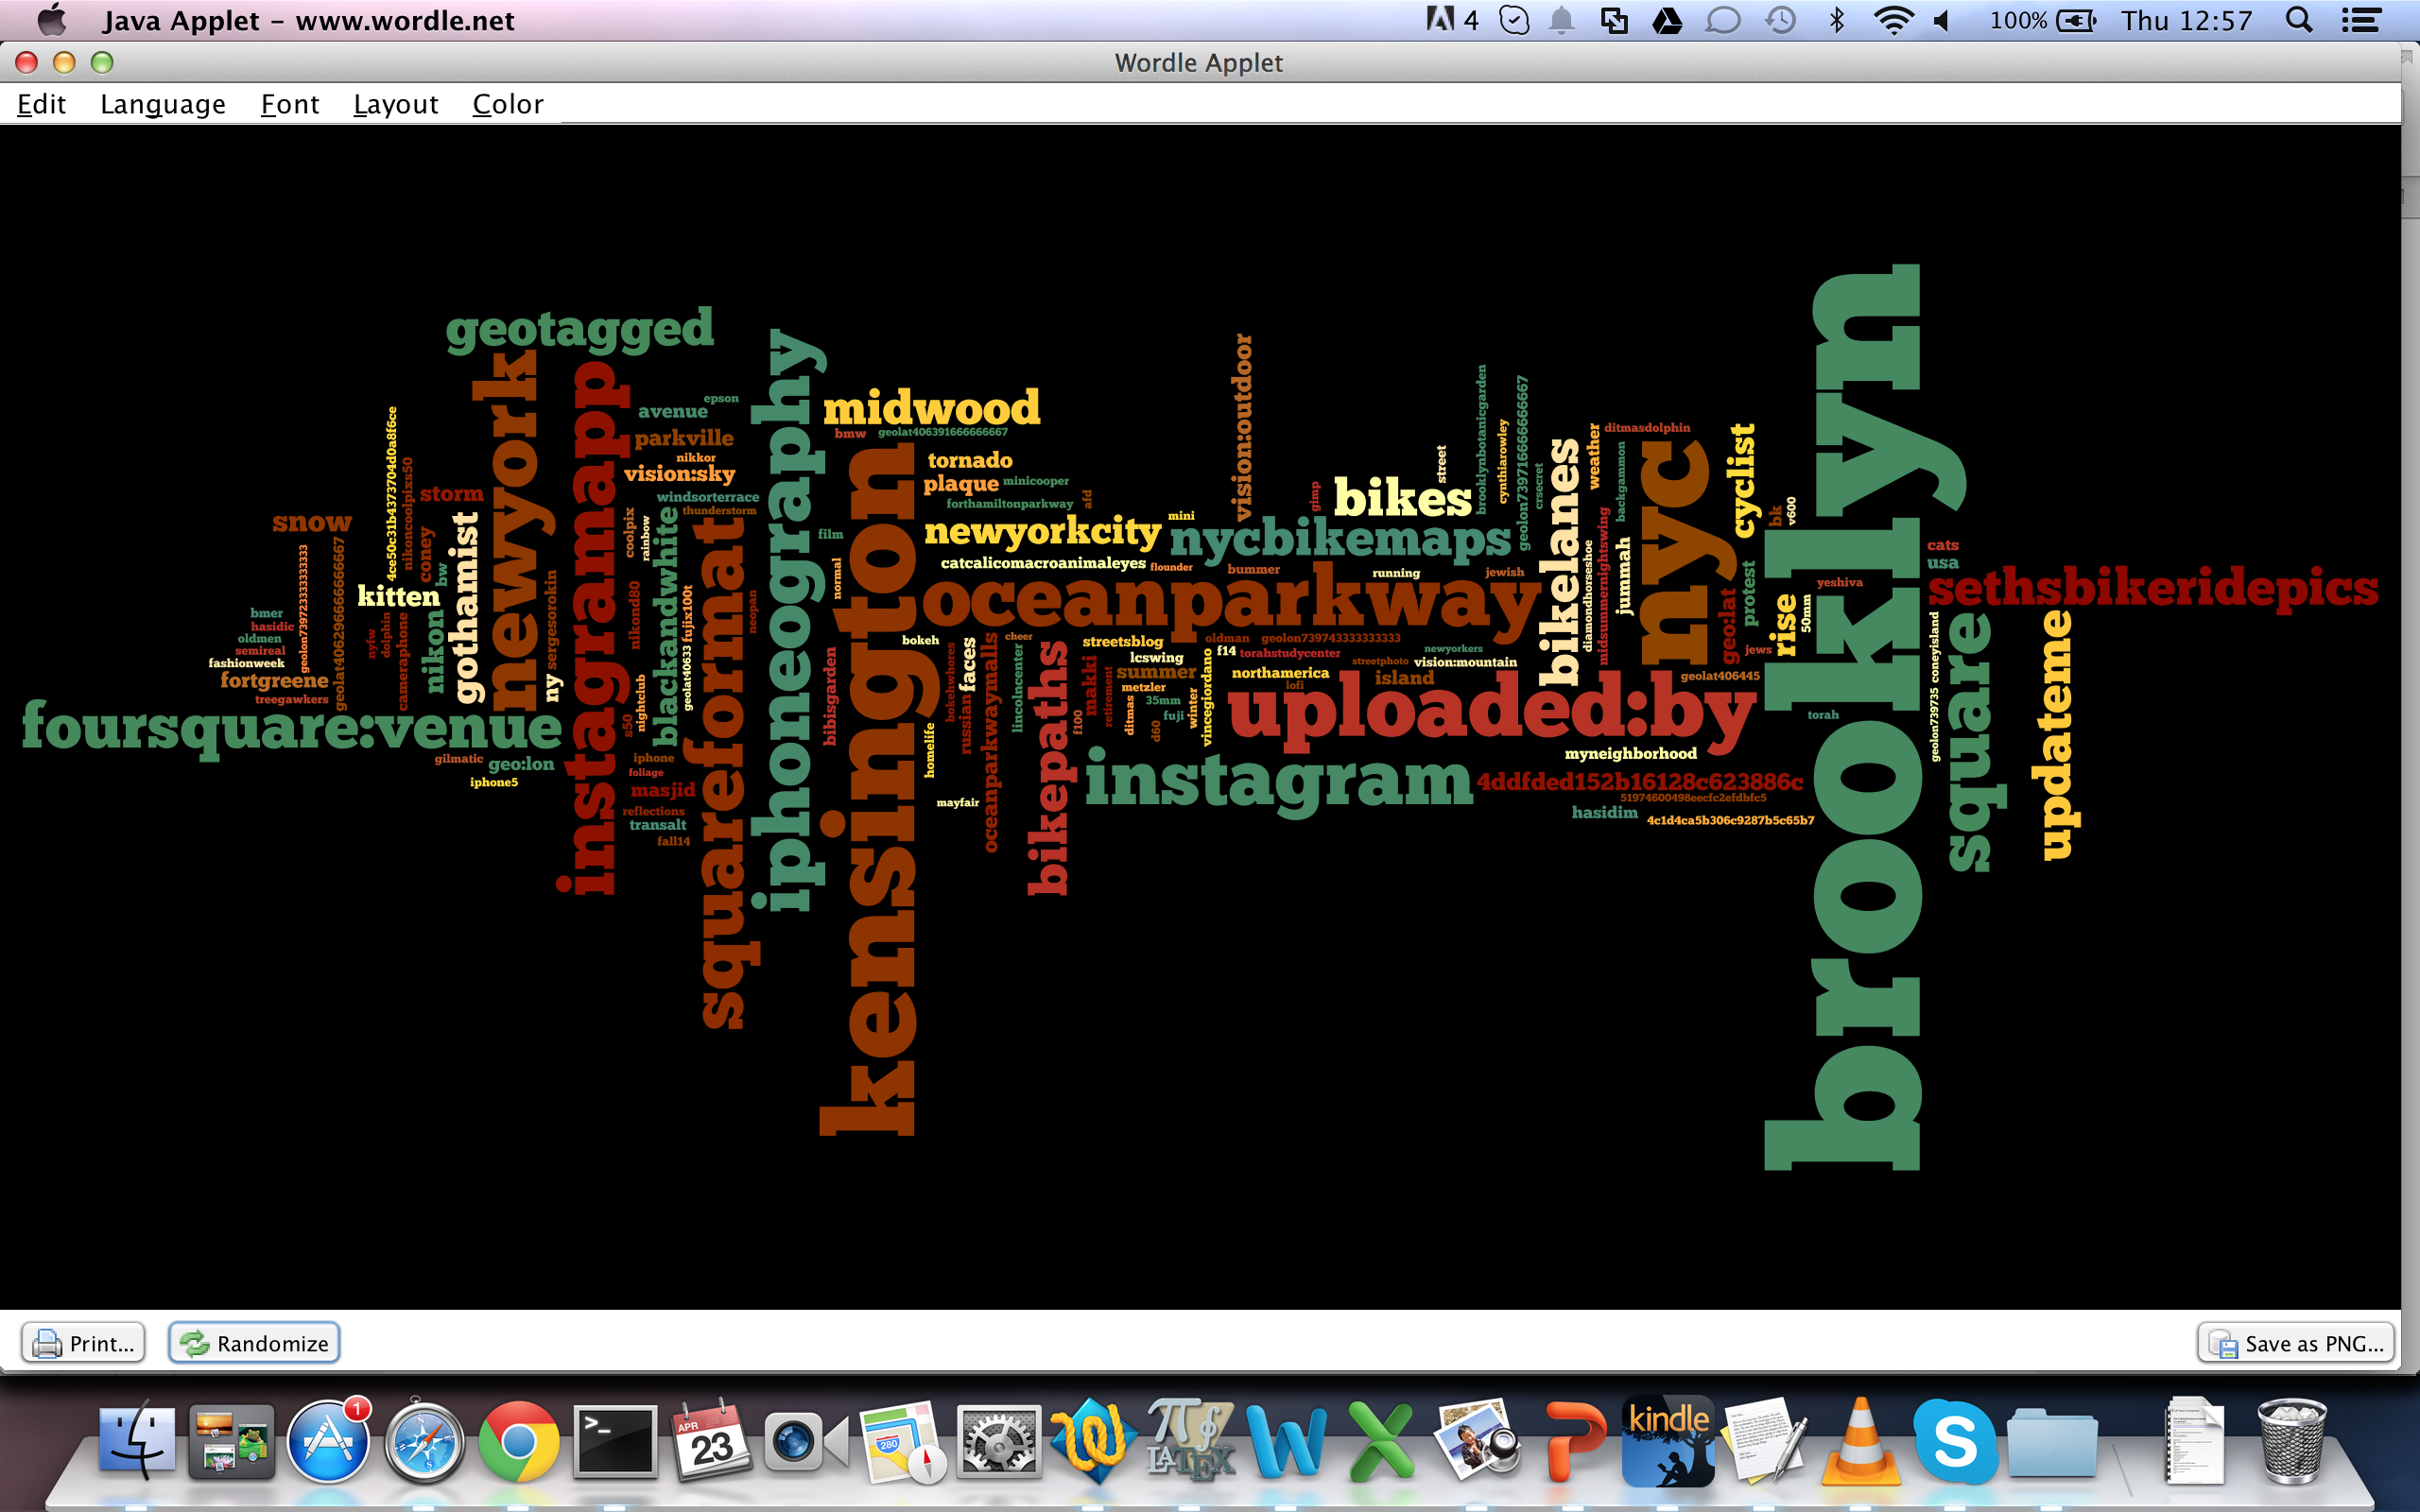 Java Applet – www.wordle.net
4
100%
Thu 12:57
Wordle Applet
Edit Language Font Layout Color
geotagged
newyork
instagramapp
iphoneography
midwood
epson
avenue
bmw
geolat406391666666667
parkville
nikkor
vision:sky
windsorterrace
thunderstorm
tornado
plaque
minicooper
forthamiltonparkway
afd
vision:outdoor
gimp
bikes
street
brooklynbotanicgarden
cynthiarowley
geolon739716666666667
crsecret
bikelanes
weather
ditmasdolphin
backgammon
nyc
cyclist
bk
v600
brooklyn
4ce50c31b4373704d0a8f6ce
nikoncoolpixs50
storm
snow
coney
bw
gothamist
kitten
geolon739723333333333
geolat406296666666667
bmer
hasidic
oldmen
semireal
fashionweek
fortgreene
treegawkers
nyfw
dolphin
cameraphone
nikon
ny
sergesorokin
foursquare:venue
gilmatic
geo:lon
iphone5
coolpix
rainbow
blackandwhite
nikond80
geolat40633
fujix100t
squareformat
neopan
s50
nightclub
iphone
foliage
masjid
reflections
transalt
fall14
film
normal
bibisgarden
kensington
newyorkcity
mini
nycbikemaps
catcalicomacroanimaleyes
flounder
bummer
running
jewish
oceanparkway
diamondhorseshoe
midsummernightswing
jummah
geo:lat
protest
jews
rise
50mm
yeshiva
torah
cats
usa
sethsbikeridepics
geolon739735
coneyisland
square
updateme
bokeh
bokehwhores
faces
russian
oceanparkwaymalls
cheer
lincolncenter
homelife
mayfair
bikepaths
f100
makki
retirement
streetsblog
lcswing
summer
metzler
ditmas
35mm
d60
fuji
winter
vincegiordano
oldman
geolon739743333333333
f14
torahstudycenter
northamerica
lofi
streetphoto
newyorkers
vision:mountain
island
geolat406445
uploaded:by
myneighborhood
instagram
4ddfded152b16128c623886c
51974600498eecfc2efdbfc5
hasidim
4c1d4ca5b306c9287b5c65b7
Print...
Randomize
Save as PNG...
1
APR
23
280
LATEX
kindle